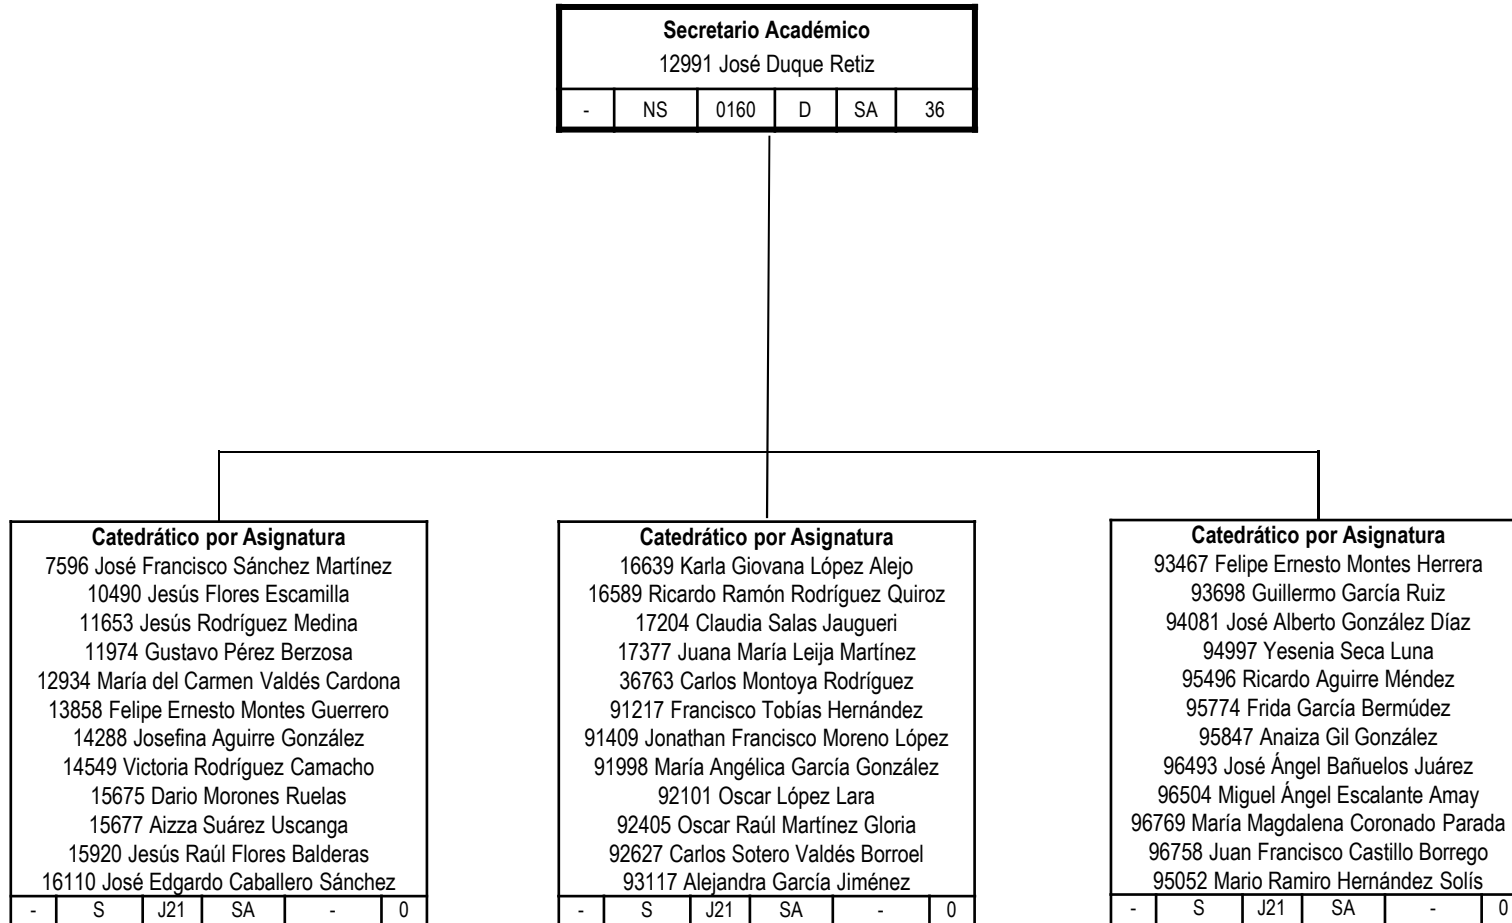 Secretario Académico
12991 José Duque Retiz
- NS 0160 D SA 36
Catedrático por Asignatura
7596 José Francisco Sánchez Martínez
10490 Jesús Flores Escamilla
11653 Jesús Rodríguez Medina
11974 Gustavo Pérez Berzosa
12934 María del Carmen Valdés Cardona
13858 Felipe Ernesto Montes Guerrero
14288 Josefina Aguirre González
14549 Victoria Rodríguez Camacho
15675 Dario Morones Ruelas
15677 Aizza Suárez Uscanga
15920 Jesús Raúl Flores Balderas
16110 José Edgardo Caballero Sánchez
- S J21 SA - 0
Catedrático por Asignatura
16639 Karla Giovana López Alejo
16589 Ricardo Ramón Rodríguez Quiroz
17204 Claudia Salas Jaugueri
17377 Juana María Leija Martínez
36763 Carlos Montoya Rodríguez
91217 Francisco Tobías Hernández
91409 Jonathan Francisco Moreno López
91998 María Angélica García González
92101 Oscar López Lara
92405 Oscar Raúl Martínez Gloria
92627 Carlos Sotero Valdés Borroel
93117 Alejandra García Jiménez
- S J21 SA - 0
Catedrático por Asignatura
93467 Felipe Ernesto Montes Herrera
93698 Guillermo García Ruiz
94081 José Alberto González Díaz
94997 Yesenia Seca Luna
95496 Ricardo Aguirre Méndez
95774 Frida García Bermúdez
95847 Anaiza Gil González
96493 José Ángel Bañuelos Juárez
96504 Miguel Ángel Escalante Amay
96769 María Magdalena Coronado Parada
96758 Juan Francisco Castillo Borrego
95052 Mario Ramiro Hernández Solís
- S J21 SA - 0